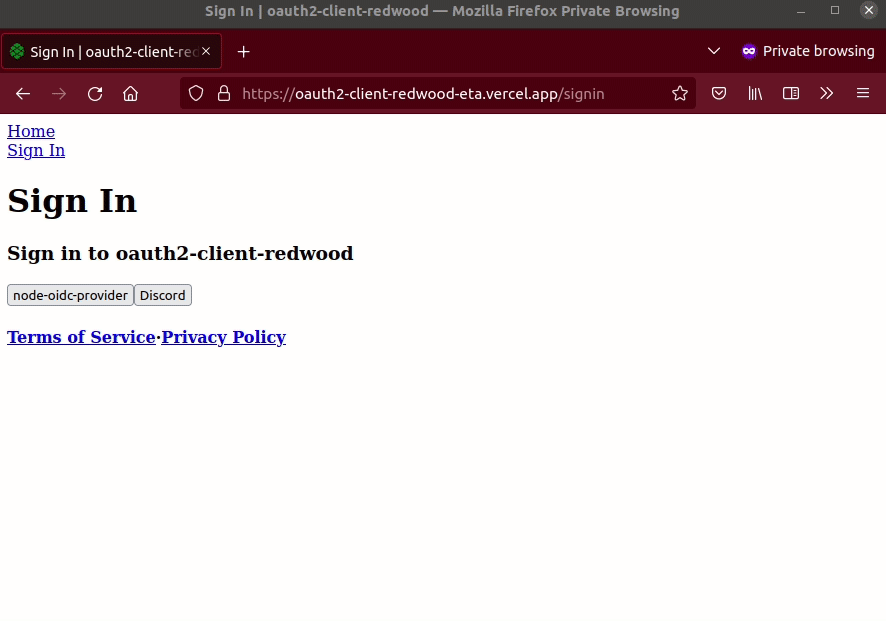 Sign In | oauth2-client-redwood — Mozilla Firefox Private Browsing
Sign In | oauth2-client-red
Private browsing
https://oauth2-client-redwood-eta.vercel.app/signin
Home
Sign In
Sign In
Sign in to oauth2-client-redwood
node-oidc-provider Discord
Terms of Service·Privacy Policy